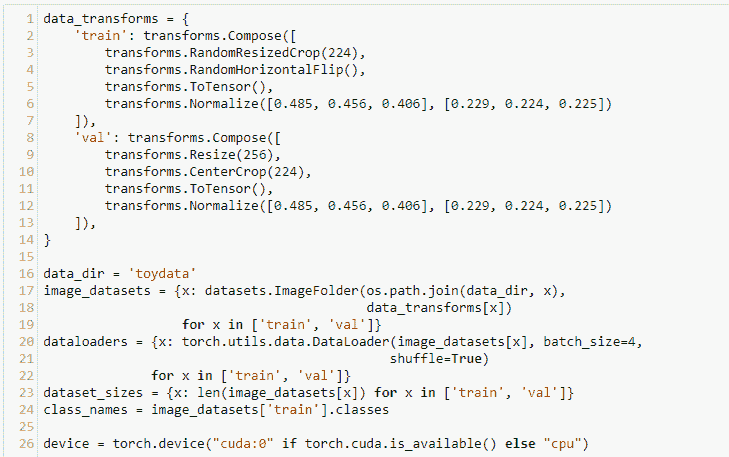 1 data_transforms = {
2     'train': transforms.Compose([
3         transforms.RandomResizedCrop(224),
4         transforms.RandomHorizontalFlip(),
5         transforms.ToTensor(),
6         transforms.Normalize([0.485, 0.456, 0.406], [0.229, 0.224, 0.225])
7     ]),
8     'val': transforms.Compose([
9         transforms.Resize(256),
10         transforms.CenterCrop(224),
11         transforms.ToTensor(),
12         transforms.Normalize([0.485, 0.456, 0.406], [0.229, 0.224, 0.225])
13     ]),
14 }
15
16 data_dir = 'toydata'
17 image_datasets = {x: datasets.ImageFolder(os.path.join(data_dir, x),
18                                           data_transforms[x])
19                   for x in ['train', 'val']}
20 dataloaders = {x: torch.utils.data.DataLoader(image_datasets[x], batch_size=4,
21                                              shuffle=True)
22               for x in ['train', 'val']}
23 dataset_sizes = {x: len(image_datasets[x]) for x in ['train', 'val']}
24 class_names = image_datasets['train'].classes
25
26 device = torch.device("cuda:0" if torch.cuda.is_available() else "cpu")